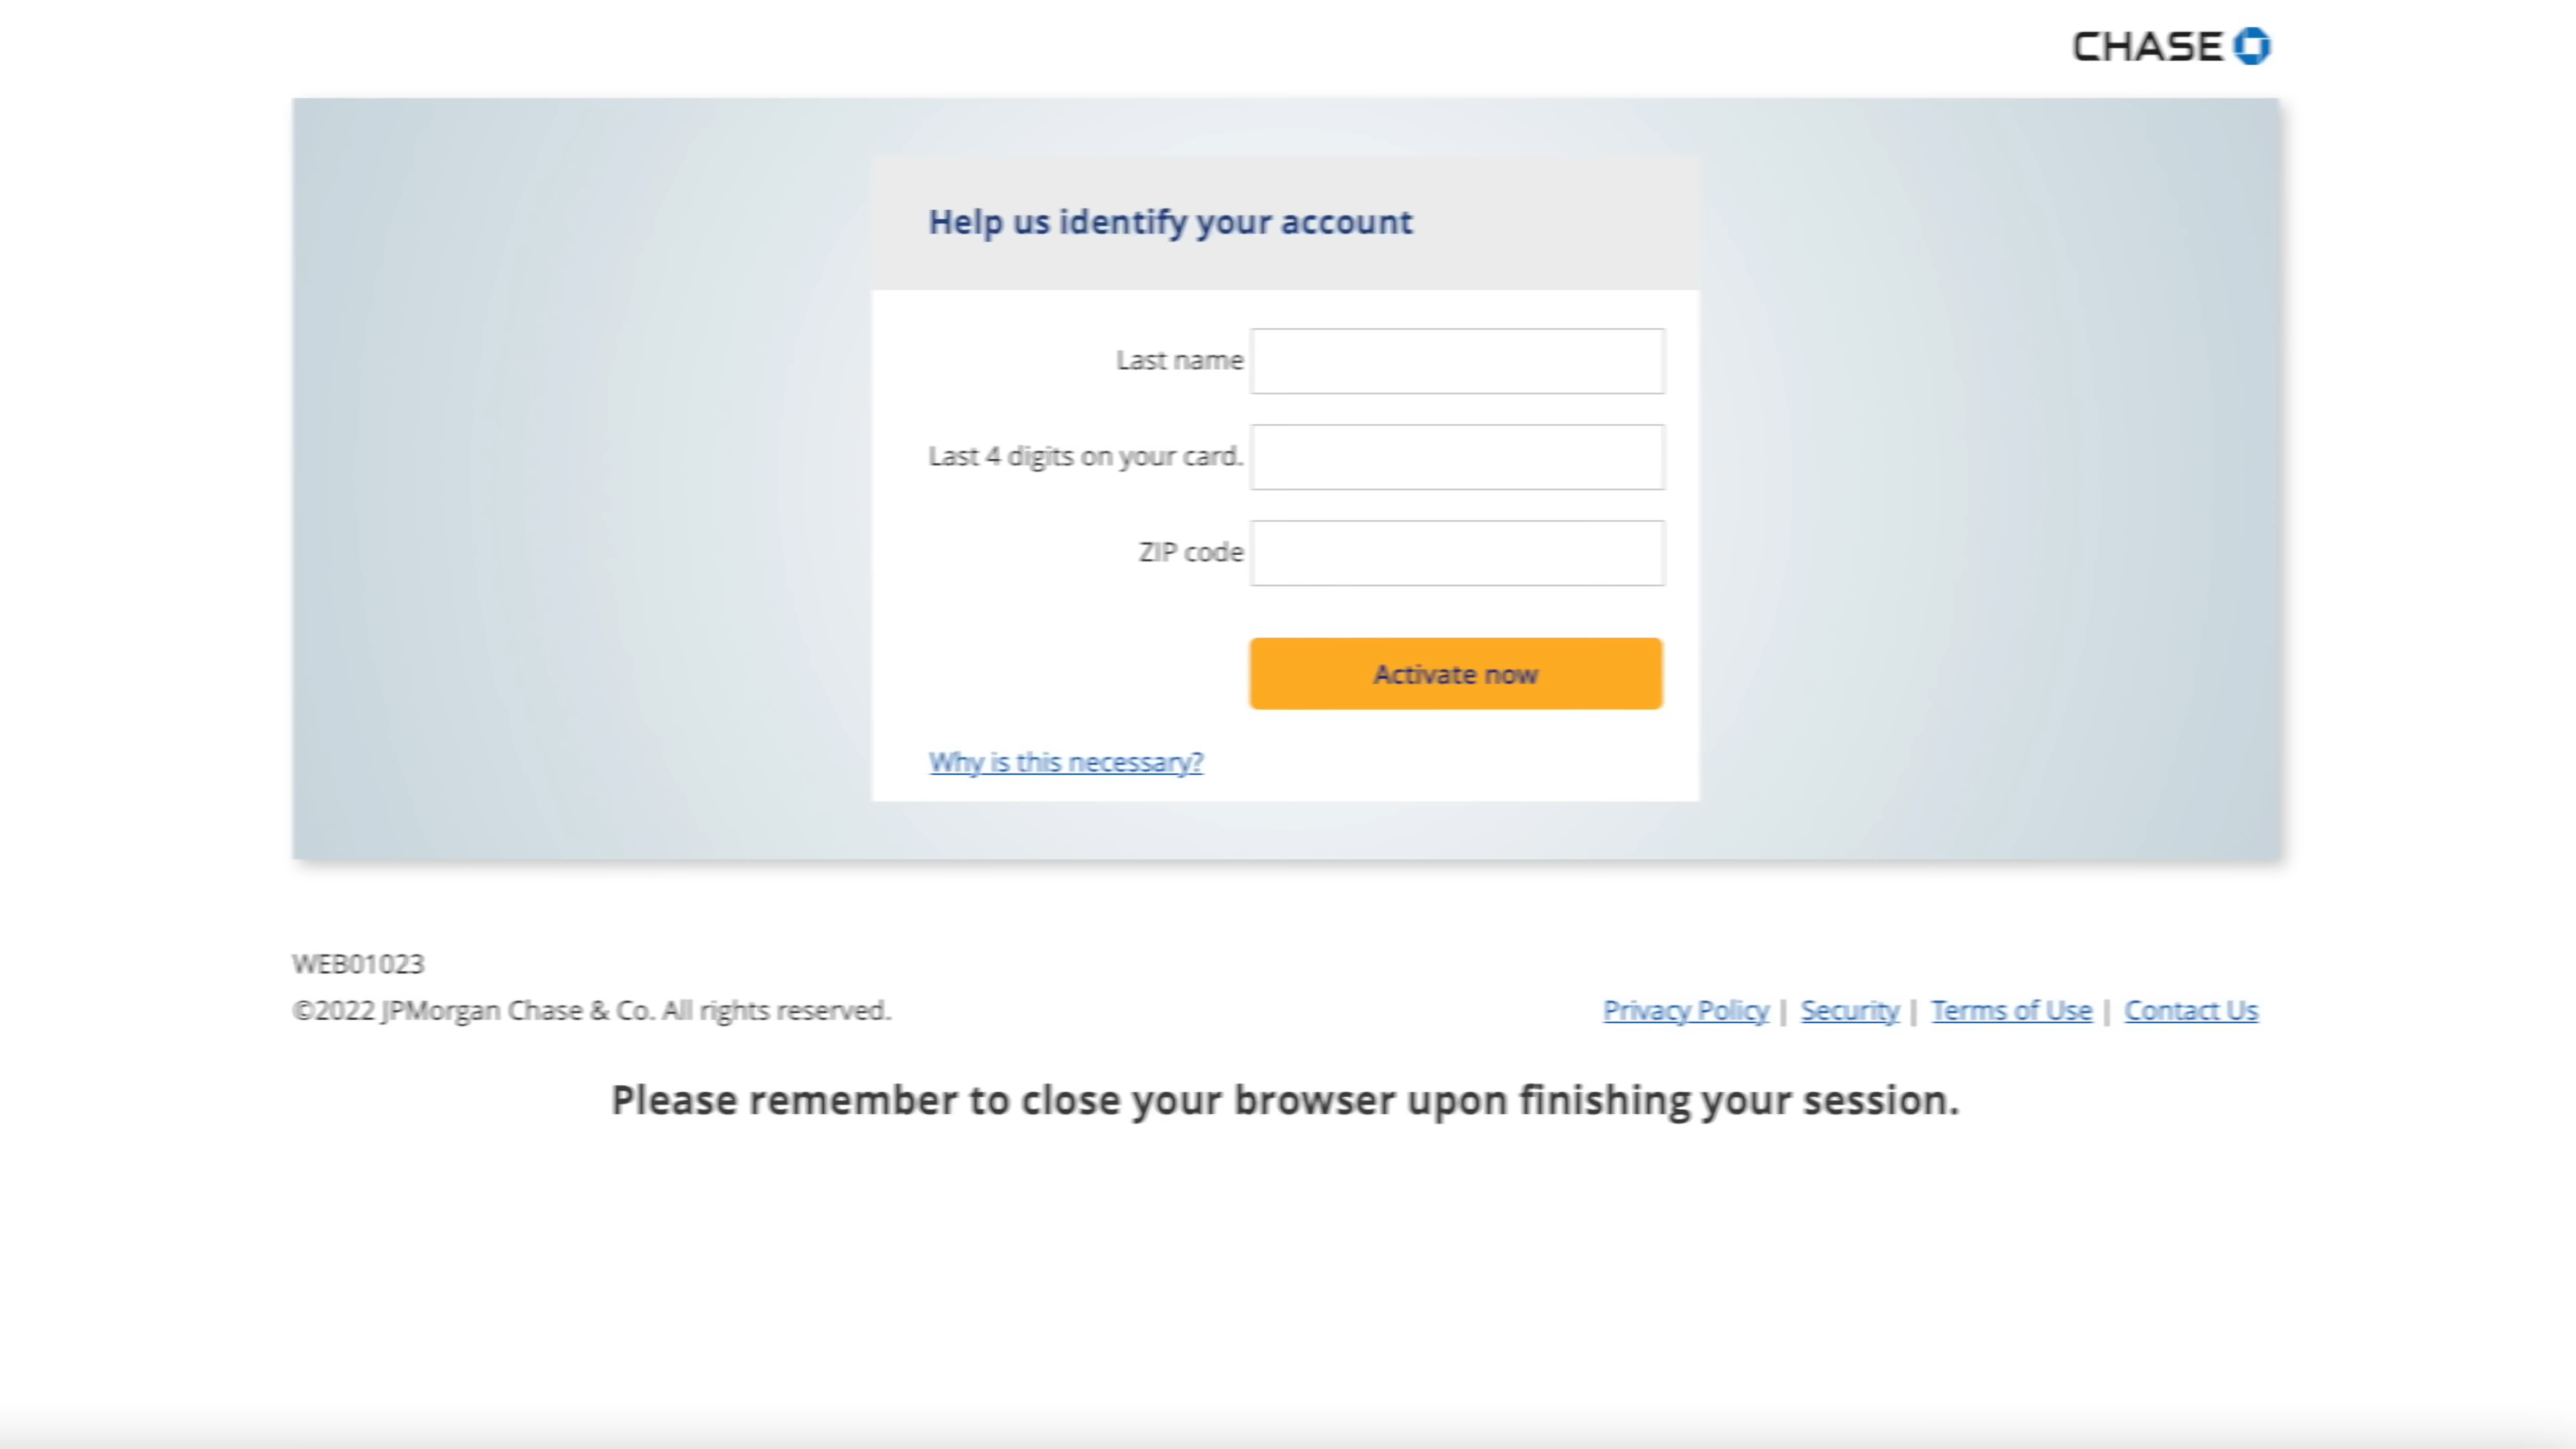 CHASE
Help us identify your account
Last name
Last 4 digits on your card.
ZIP code
Activate now
Why is this necessary?
WEB01023
©2022 JPMorgan Chase & Co. All rights reserved.
Privacy Policy | Security | Terms of Use | Contact Us
Please remember to close your browser upon finishing your session.